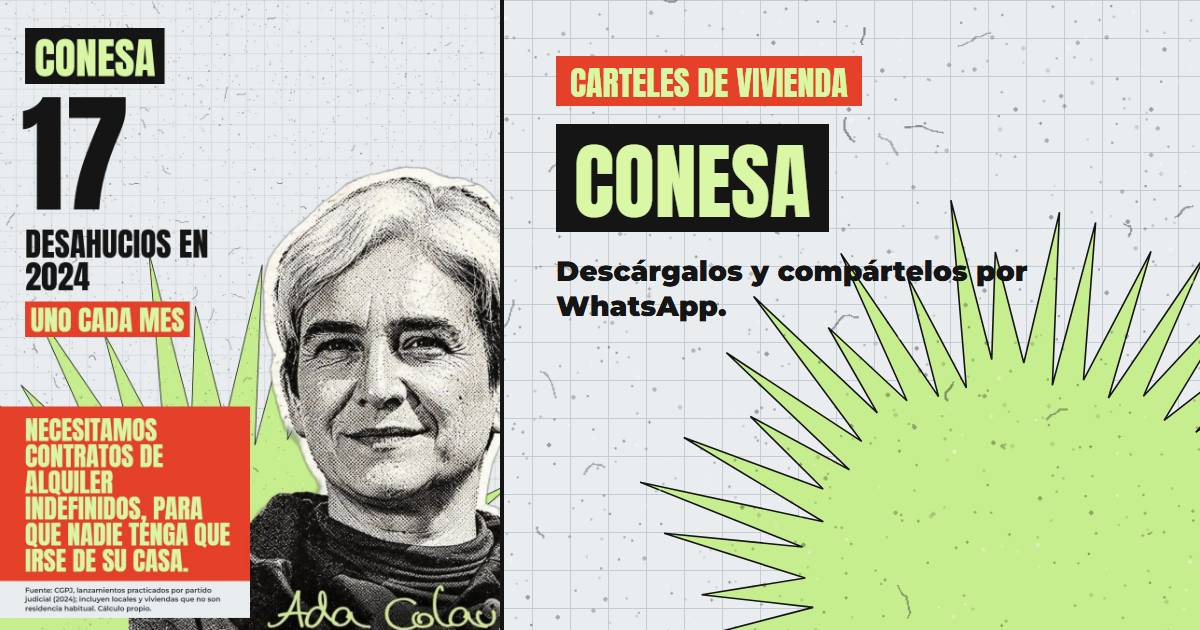 CONESA
17
DESAHUCIOS EN
2024
UNO CADA MES
NECESITAMOS
CONTRATOS DE
ALQUILER
INDEFINIDOS, PARA
QUE NADIE TENGA QUE
IRSE DE SU CASA.
Fuente: CGPJ, lanzamientos practicados por partido
judicial (2024); incluyen locales y viviendas que no son
residencia habitual. Cálculo propio.
Ada Colau
CARTELES DE VIVIENDA
CONESA
Descárgalos y compártelos por
WhatsApp.